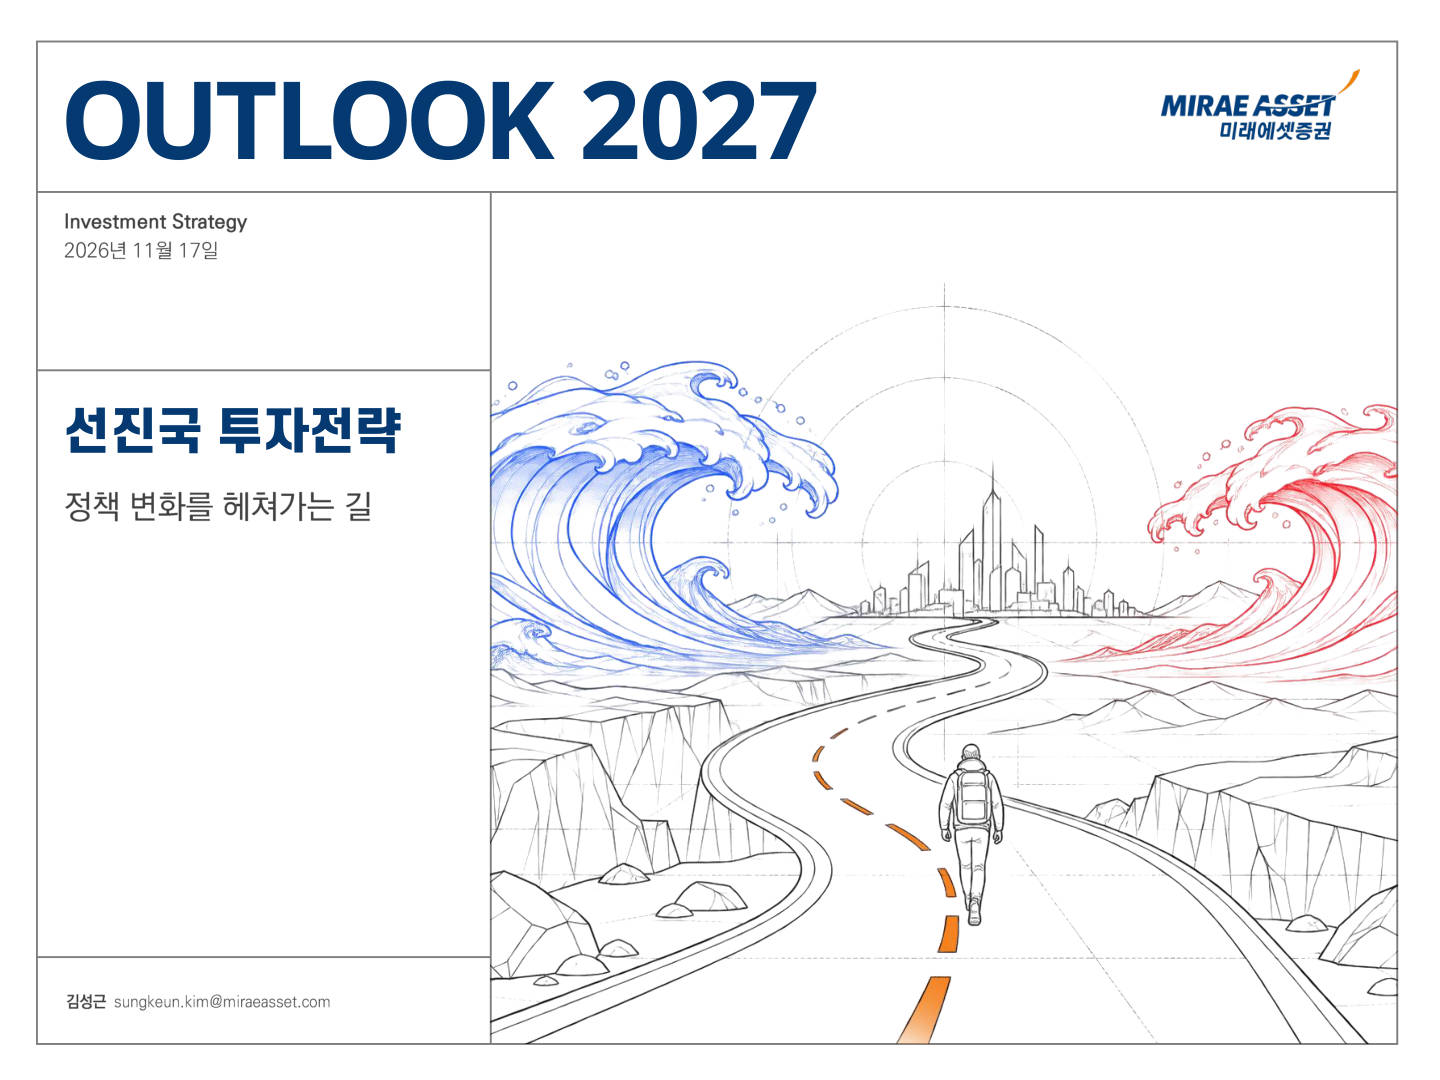 OUTLOOK 2027
MIRAE ASSET
미래에셋증권
Investment Strategy
2026년 11월 17일
선진국 투자전략
정책 변화를 헤쳐가는 길
김성근 sungkeun.kim@miraeasset.com